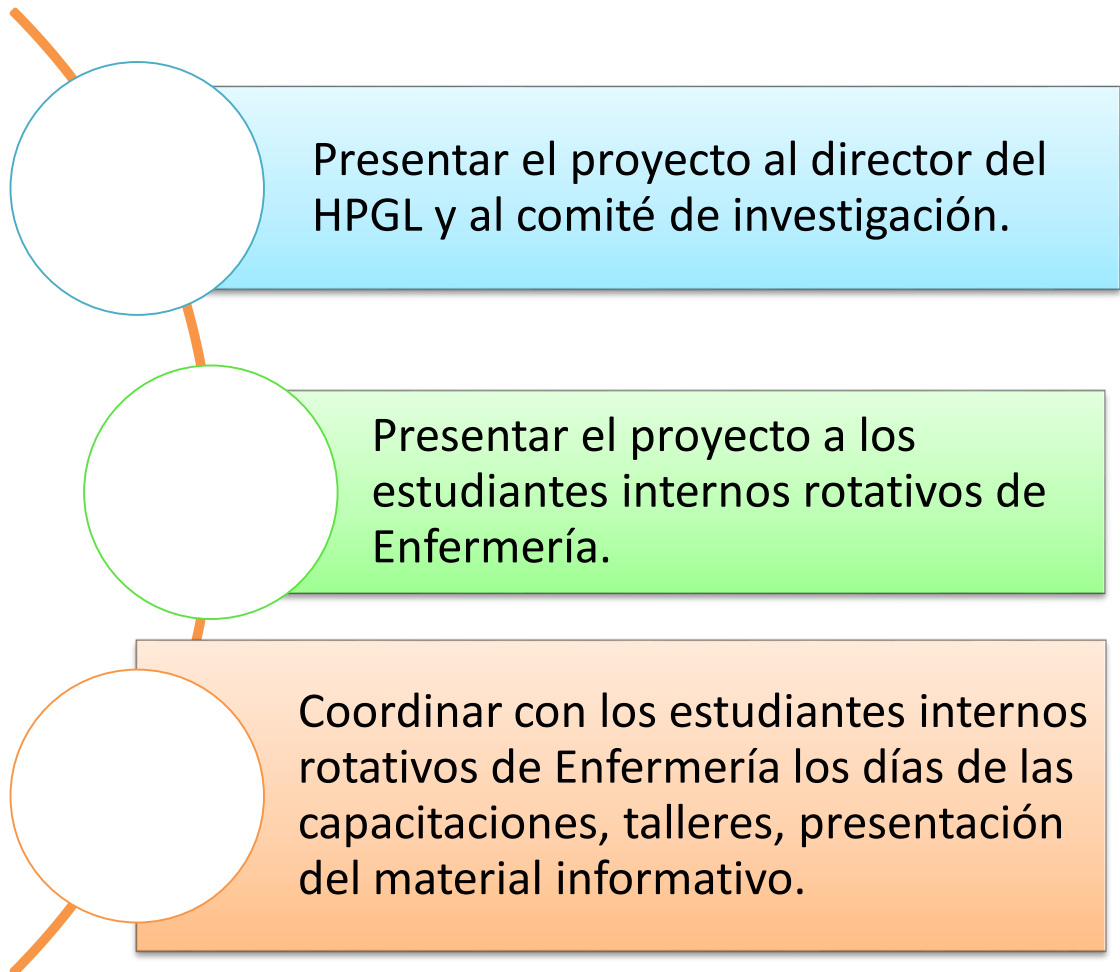 Presentar el proyecto al director del
HPGL y al comité de investigación.
Presentar el proyecto a los
estudiantes internos rotativos de
Enfermería.
Coordinar con los estudiantes internos
rotativos de Enfermería los días de las
capacitaciones, talleres, presentación
del material informativo.